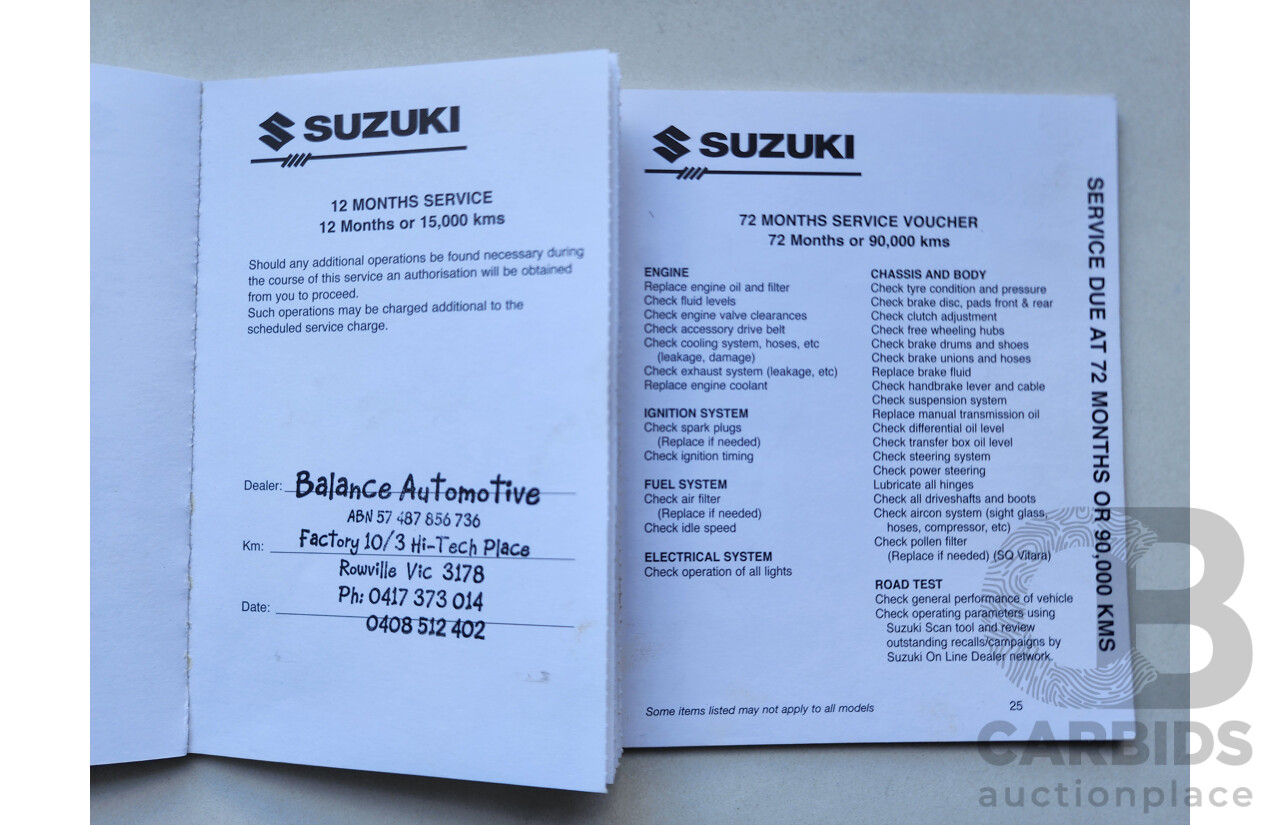 SUZUKI
12 MONTHS SERVICE
12 Months or 15,000 kms
Should any additional operations be found necessary during
the course of this service an authorisation will be obtained
from you to proceed.
Such operations may be charged additional to the
scheduled service charge.
Dealer: Balance Automotive
ABN 57 487 856 736
Km: Factory 10/3 Hi-Tech Place
Rowville Vic 3178
Ph: 0417 373 014
Date:
0408 512 402
SUZUKI
72 MONTHS SERVICE VOUCHER
72 Months or 90,000 kms
ENGINE
Replace engine oil and filter
Check fluid levels
Check engine valve clearances
Check accessory drive belt
Check cooling system, hoses, etc
(leakage, damage)
Check exhaust system (leakage, etc)
Replace engine coolant
IGNITION SYSTEM
Check spark plugs
(Replace if needed)
Check ignition timing
FUEL SYSTEM
Check air filter
(Replace if needed)
Check idle speed
ELECTRICAL SYSTEM
Check operation of all lights
CHASSIS AND BODY
Check tyre condition and pressure
Check brake disc, pads front & rear
Check clutch adjustment
Check free wheeling hubs
Check brake drums and shoes
Check brake unions and hoses
Replace brake fluid
Check handbrake lever and cable
Check suspension system
Replace manual transmission oil
Check differential oil level
Check transfer box oil level
Check steering system
Check power steering
Lubricate all hinges
Check all driveshafts and boots
Check aircon system (sight glass,
hoses, compressor, etc)
Check pollen filter
(Replace if needed) (SQ Vitara)
ROAD TEST
Check general performance of vehicle
Check operating parameters using
Suzuki Scan tool and review
outstanding recalls/campaigns by
Suzuki On Line Dealer network.
Some items listed may not apply to all models
25
SERVICE DUE AT 72 MONTHS OR 90,000 KMS
CB
CARBIDS
auctionplace